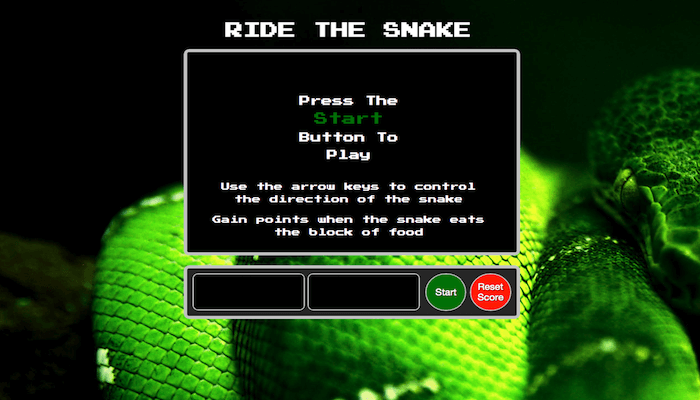 RIDE THE SNAKE
Press The
Start
Button To
Play
Use the arrow keys to control
the direction of the snake
Gain points when the snake eats
the block of food
Start
Reset
Score